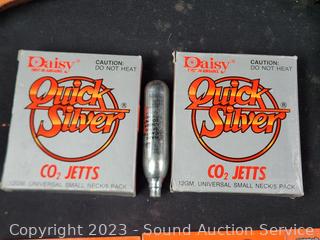 Daisy®
CAUTION:
DO NOT HEAT
Quick
Silver®
CO2 JETTS
12GM. UNIVERSAL SMALL NECK/5 PACK
Daisy®
CAUTION:
DO NOT HEAT
Quick
Silver®
CO2 JETTS
12GM. UNIVERSAL SMALL NECK/5 PACK
Copyright 2023 - Sound Auction Service